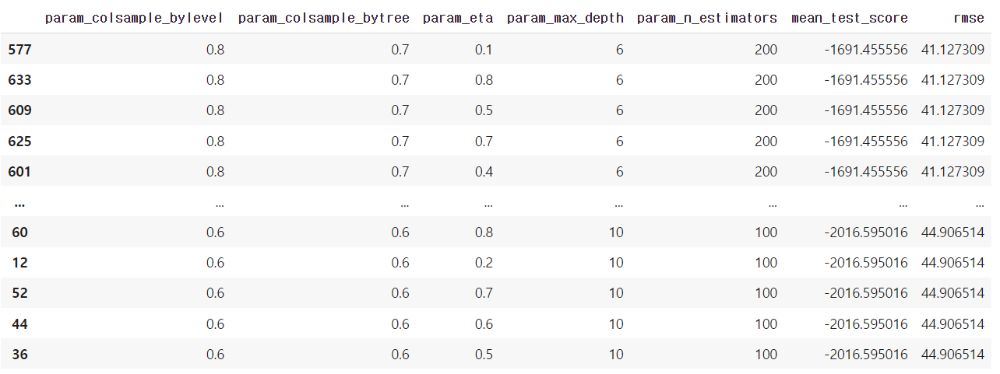 param_colsample_bylevel param_colsample_bytree param_eta param_max_depth param_n_estimators mean_test_score rmse
577 0.8 0.7 0.1 6 200 -1691.455556 41.127309
633 0.8 0.7 0.8 6 200 -1691.455556 41.127309
609 0.8 0.7 0.5 6 200 -1691.455556 41.127309
625 0.8 0.7 0.7 6 200 -1691.455556 41.127309
601 0.8 0.7 0.4 6 200 -1691.455556 41.127309
... ... ... ... ... ... ... ...
60 0.6 0.6 0.8 10 100 -2016.595016 44.906514
12 0.6 0.6 0.2 10 100 -2016.595016 44.906514
52 0.6 0.6 0.7 10 100 -2016.595016 44.906514
44 0.6 0.6 0.6 10 100 -2016.595016 44.906514
36 0.6 0.6 0.5 10 100 -2016.595016 44.906514